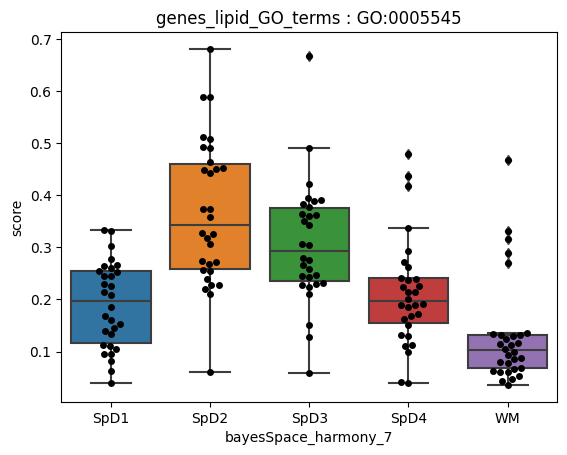 genes_lipid_GO_terms : GO:0005545
0.7
0.6
0.5
0.4
0.3
0.2
0.1
score
SpD1 SpD2 SpD3 SpD4 WM
bayesSpace_harmony_7